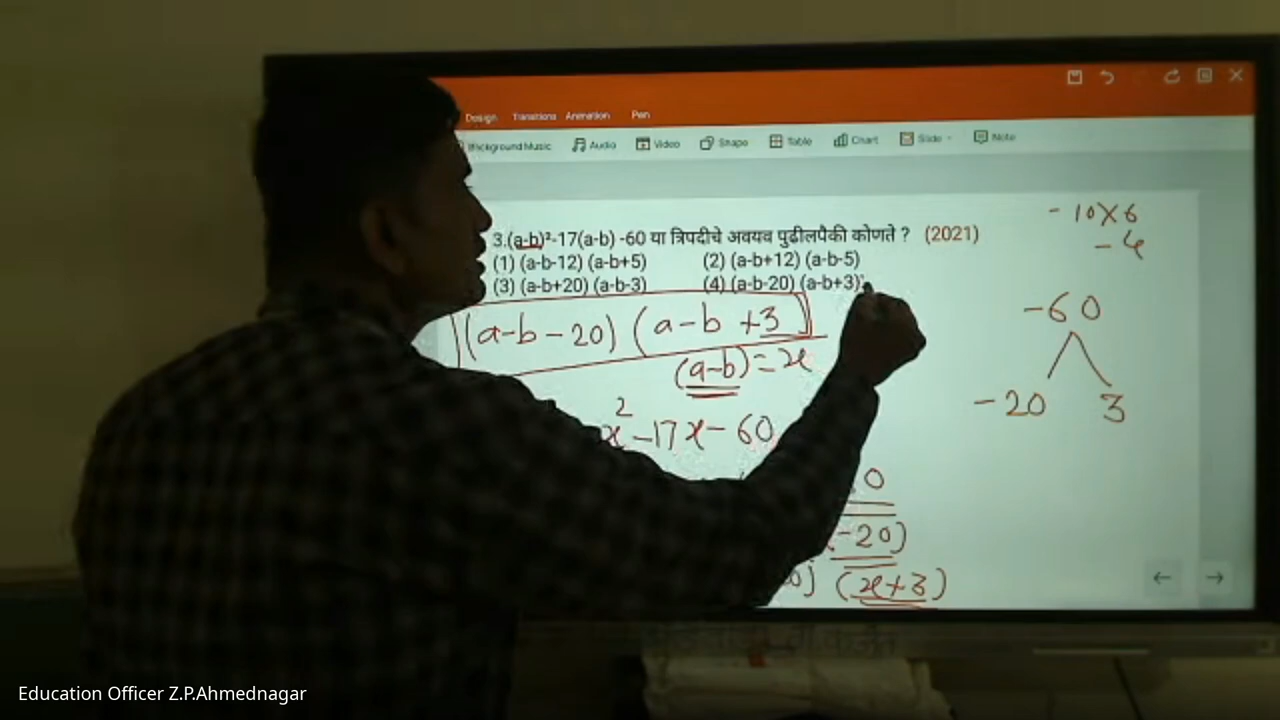 Design Transitions Animation Pen
Background Music Audio Video Shape Table Chart Slide Note
3.(a-b)²-17(a-b) -60 या त्रिपदीचे अवयव पुढीलपैकी कोणते ? (2021)
(1) (a-b-12) (a-b+5) (2) (a-b+12) (a-b-5)
(3) (a-b+20) (a-b-3) (4) (a-b-20) (a-b+3)
- 10X6
- 4
(a-b-20) (a-b+3)
(a-b)=x
-60
-20 3
x²-17x-60
0
-20)
(x+3)
Education Officer Z.P.Ahmednagar